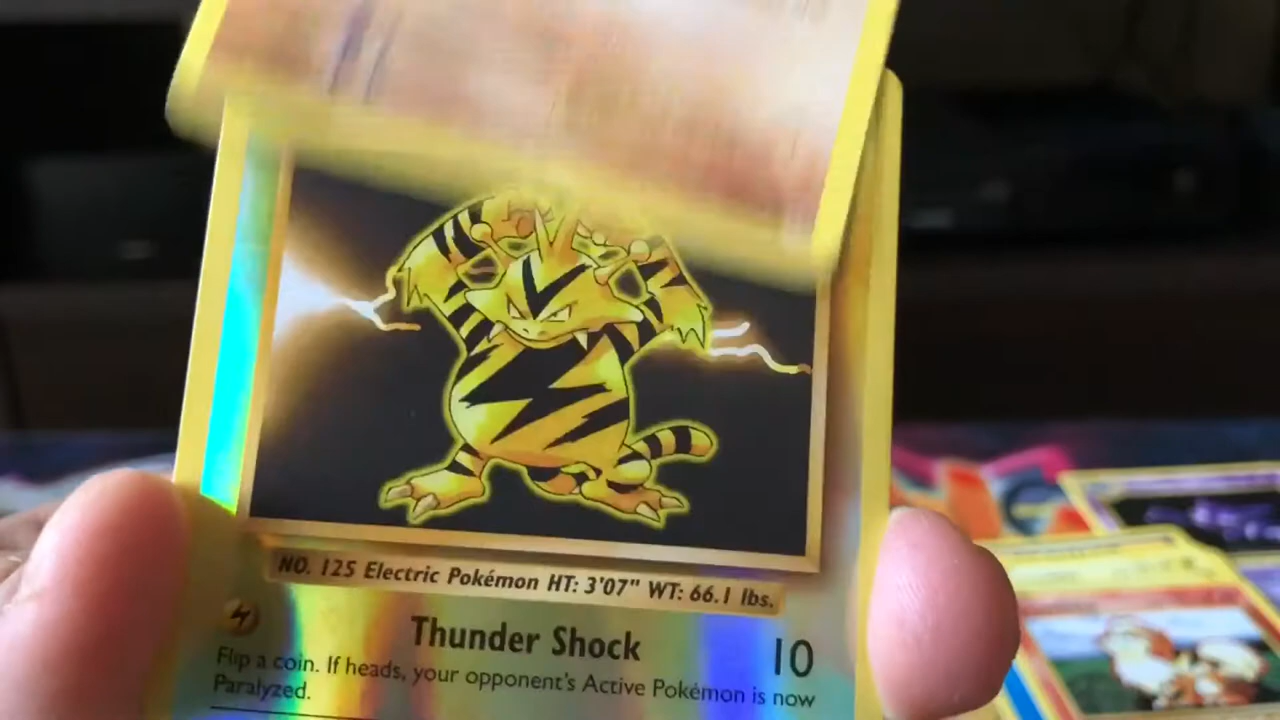 NO. 125 Electric Pokémon HT: 3'07" WT: 66.1 lbs.
Thunder Shock 10
Flip a coin. If heads, your opponent's Active Pokémon is now
Paralyzed.